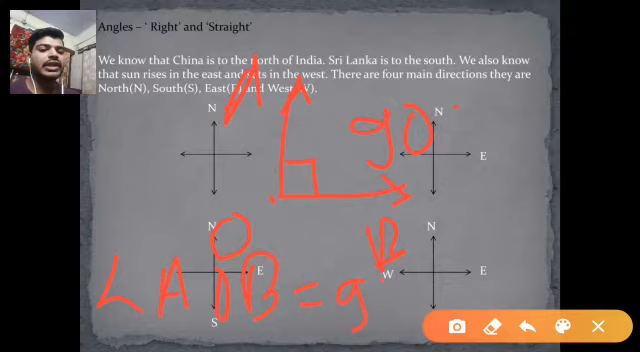 Angles – ' Right' and 'Straight'
We know that China is to the north of India. Sri Lanka is to the south. We also know
that sun rises in the east and sets in the west. There are four main directions they are
North(N), South(S), East(E) and West(W).
N
A
90°
N
E
N
O
E
S
B
N
W
E
∠ AOB = 9